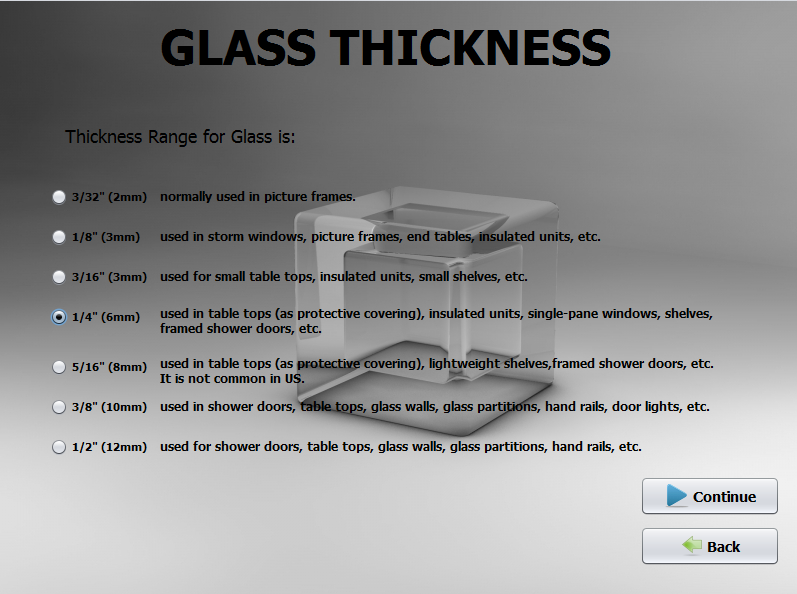 GLASS THICKNESS
Thickness Range for Glass is:
3/32" (2mm) normally used in picture frames.
1/8" (3mm) used in storm windows, picture frames, end tables, insulated units, etc.
3/16" (3mm) used for small table tops, insulated units, small shelves, etc.
1/4" (6mm) used in table tops (as protective covering), insulated units, single-pane windows, shelves,
framed shower doors, etc.
5/16" (8mm) used in table tops (as protective covering), lightweight shelves,framed shower doors, etc.
It is not common in US.
3/8" (10mm) used in shower doors, table tops, glass walls, glass partitions, hand rails, door lights, etc.
1/2" (12mm) used for shower doors, table tops, glass walls, glass partitions, hand rails, etc.
Continue
Back